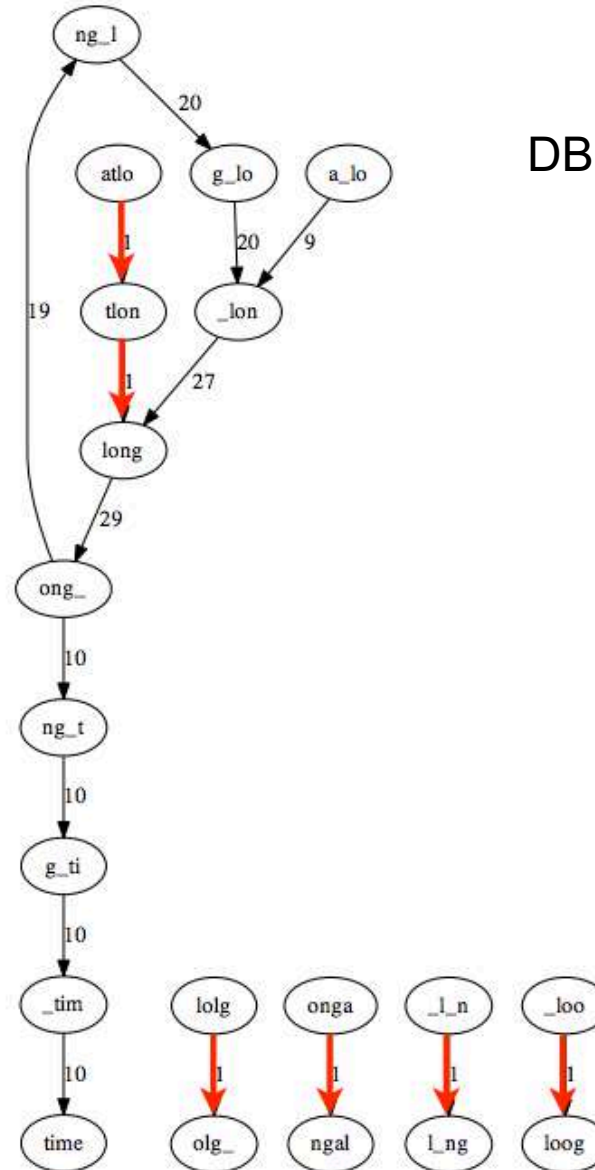 ng_l
20
DB
atlo
g_lo
a_lo
1
20
9
19
tlon
_lon
1
27
long
29
ong_
10
ng_t
10
g_ti
10
_tim
lolg
onga
_l_n
_loo
10
1
1
1
1
time
olg_
ngal
l_ng
loog